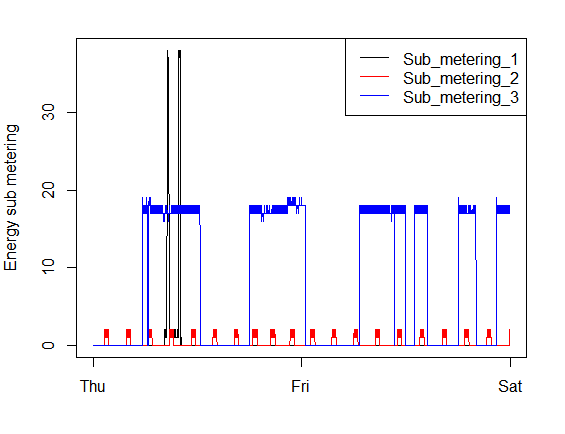 Sub_metering_1
Sub_metering_2
Sub_metering_3
Energy sub metering
30
20
10
0
Thu Fri Sat